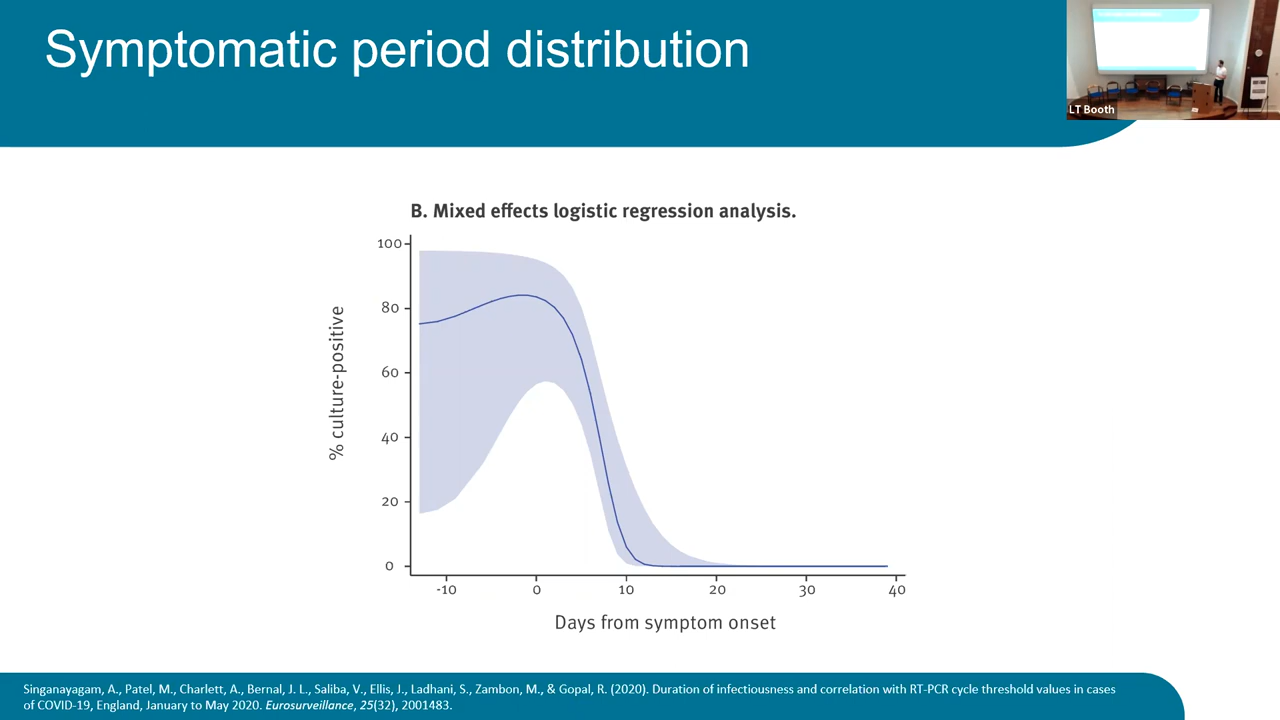 Symptomatic period distribution
LT Booth
B. Mixed effects logistic regression analysis.
100
80
60
40
20
0
% culture-positive
-10
0
10
20
30
40
Days from symptom onset
Singanayagam, A., Patel, M., Charlett, A., Bernal, J. L., Saliba, V., Ellis, J., Ladhani, S., Zambon, M., & Gopal, R. (2020). Duration of infectiousness and correlation with RT-PCR cycle threshold values in cases
of COVID-19, England, January to May 2020. Eurosurveillance, 25(32), 2001483.